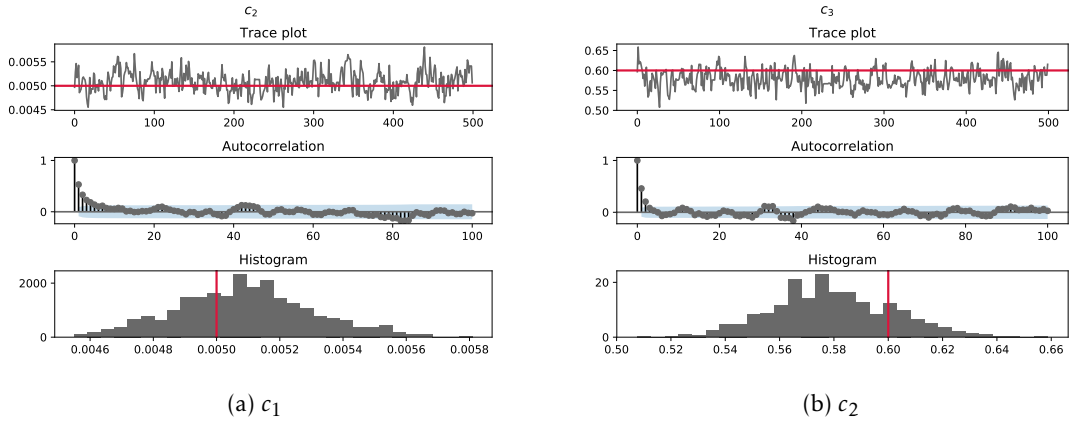 c2
Trace plot
0.0055
0.0050
0.0045
0 100 200 300 400 500
Autocorrelation
1
0
0 20 40 60 80 100
Histogram
2000
0
0.0046 0.0048 0.0050 0.0052 0.0054 0.0056 0.0058
(a) c1
c3
Trace plot
0.65
0.60
0.55
0.50
0 100 200 300 400 500
Autocorrelation
1
0
0 20 40 60 80 100
Histogram
20
0
0.50 0.52 0.54 0.56 0.58 0.60 0.62 0.64 0.66
(b) c2